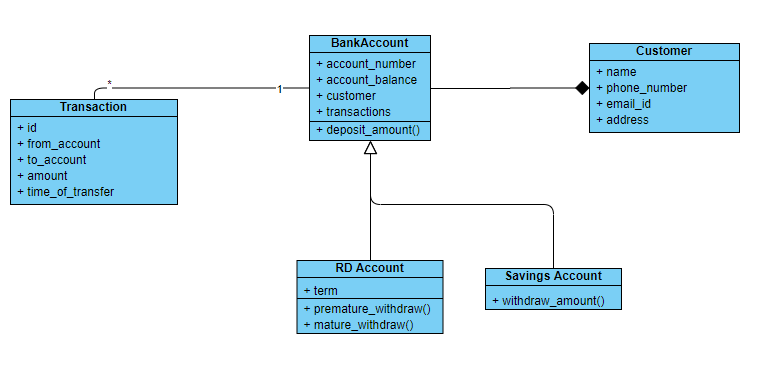 BankAccount
+ account_number
+ account_balance
+ customer
+ transactions
+ deposit_amount()
Customer
+ name
+ phone_number
+ email_id
+ address
*
1
Transaction
+ id
+ from_account
+ to_account
+ amount
+ time_of_transfer
RD Account
+ term
+ premature_withdraw()
+ mature_withdraw()
Savings Account
+ withdraw_amount()